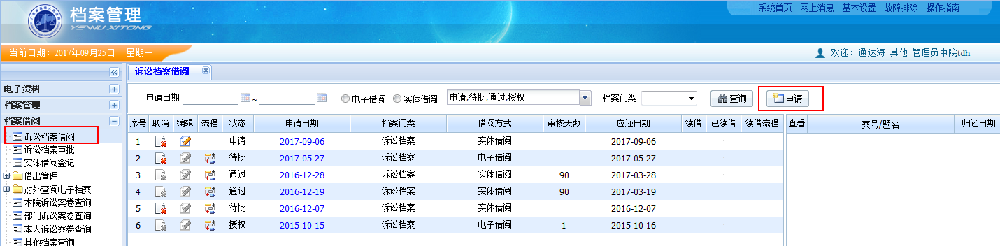 系统首页 网上消息 基本设置 故障排除 操作指南
档案管理
YEWU XITONG
当前日期：2017年09月25日 星期一
欢迎：通达海 其他 管理员中院tdh
诉讼档案借阅
电子资料
档案管理
档案借阅
诉讼档案借阅
诉讼档案审批
实体借阅登记
借出管理
对外查阅电子档案
本院诉讼案卷查询
部门诉讼案卷查询
本人诉讼案卷查询
其他档案查阅
申请日期 ~ 电子借阅 实体借阅 申请,待批,通过,授权 档案门类 查询 申请
序号 取消 编辑 流程 状态 申请日期 档案门类 借阅方式 审核天数 应还日期 续借 已续借 续借流程 查看 案号/题名 归还日期
1 申请 2017-09-06 诉讼档案 实体借阅 2017-09-06
2 待批 2017-05-27 诉讼档案 电子借阅 2017-05-27
3 通过 2016-12-28 诉讼档案 实体借阅 90 2017-03-28
4 通过 2016-12-19 诉讼档案 实体借阅 90 2017-03-19
5 待批 2016-12-07 诉讼档案 实体借阅 2016-12-07
6 授权 2015-10-15 诉讼档案 电子借阅 1 2015-10-16